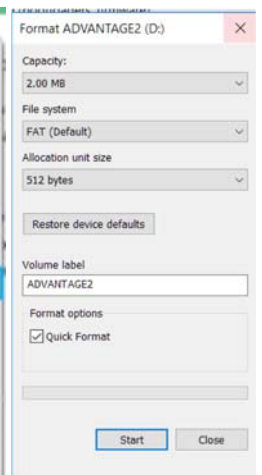 Format ADVANTAGE2 (D:)
Capacity:
2.00 MB
File system
FAT (Default)
Allocation unit size
512 bytes
Restore device defaults
Volume label
ADVANTAGE2
Format options
Quick Format
Start
Close